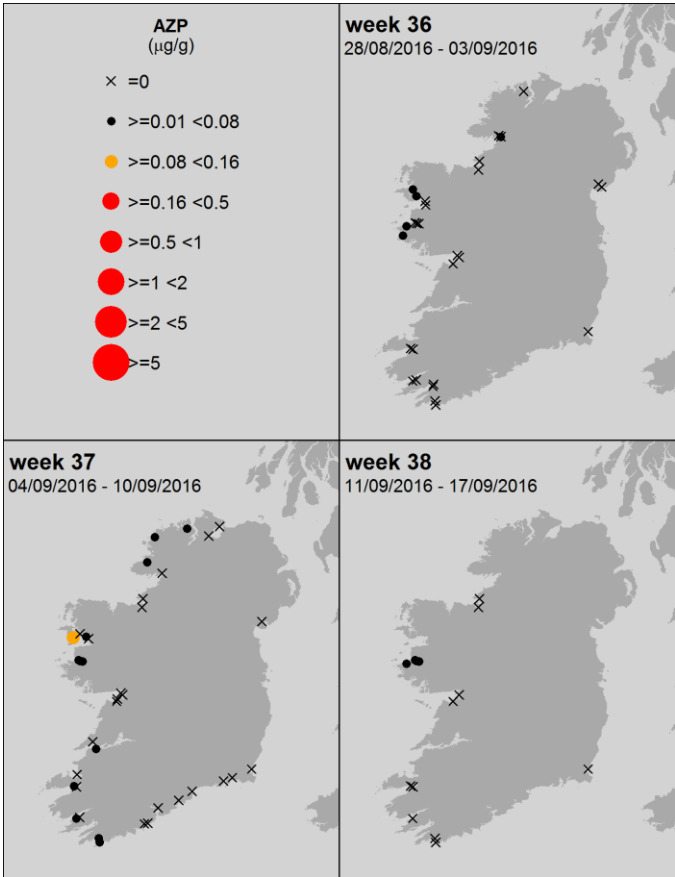 AZP
(µg/g)
=0
>=0.01 <0.08
>=0.08 <0.16
>=0.16 <0.5
>=0.5 <1
>=1 <2
>=2 <5
>=5
week 36
28/08/2016 - 03/09/2016
week 37
04/09/2016 - 10/09/2016
week 38
11/09/2016 - 17/09/2016